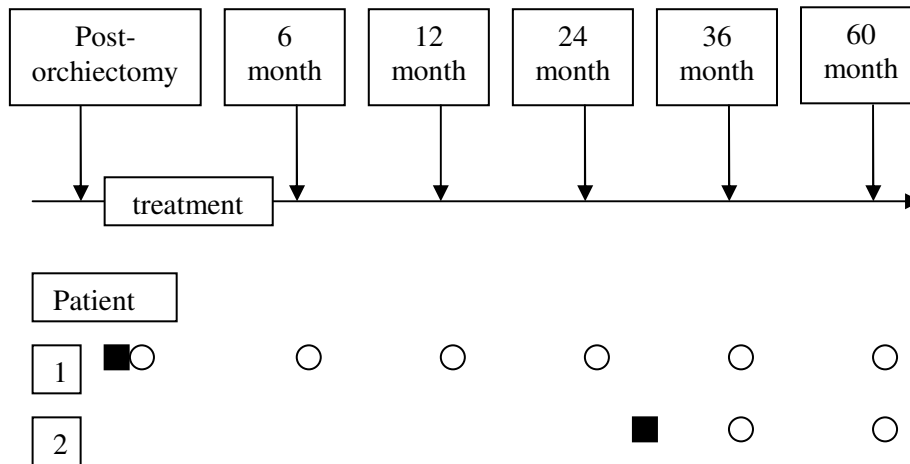 Post-
orchiectomy
6
month
12
month
24
month
36
month
60
month
treatment
Patient
1
2